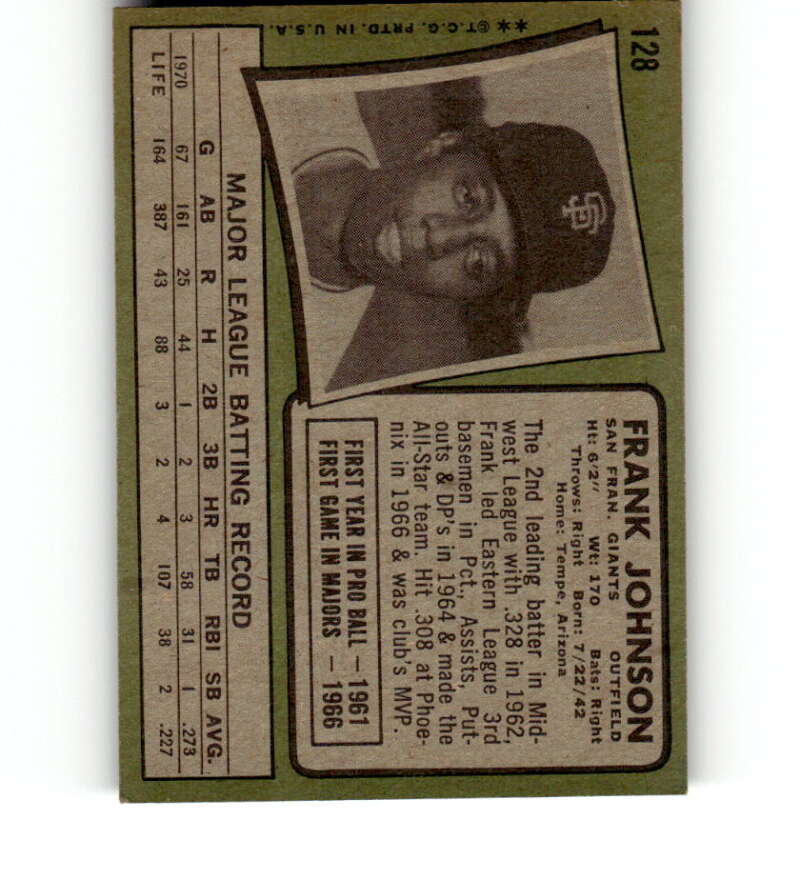 128
FRANK JOHNSON
SAN FRAN. GIANTS OUTFIELD
Ht: 6'2" Wt: 170 Bats: Right
Throws: Right Born: 7/22/42
Home: Tempe, Arizona
The 2nd leading batter in Mid-
west League with .328 in 1962,
Frank led Eastern League 3rd
basemen in Pct., Assists, Put-
outs & DP's in 1964 & made the
All-Star team. Hit .308 at Phoe-
nix in 1966 & was club's MVP.
FIRST YEAR IN PRO BALL — 1961
FIRST GAME IN MAJORS — 1966
SF
**©T.C.G. PRTD. IN U.S.A.
MAJOR LEAGUE BATTING RECORD
G AB R H 2B 3B HR TB RBI SB AVG.
1970 67 161 25 44 1 2 3 58 31 1 .273
LIFE 164 387 43 88 3 2 4 107 38 2 .227